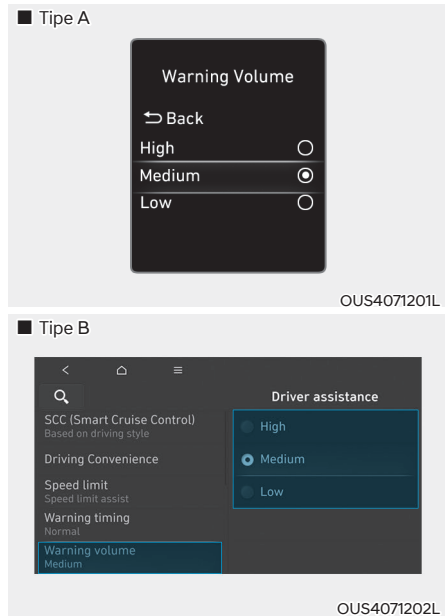 ■ Tipe A
Warning Volume
Back
High
Medium
Low
OUS4071201L
■ Tipe B
Driver assistance
SCC (Smart Cruise Control)
Based on driving style
Driving Convenience
Speed limit
Speed limit assist
Warning timing
Normal
Warning volume
Medium
High
Medium
Low
OUS4071202L